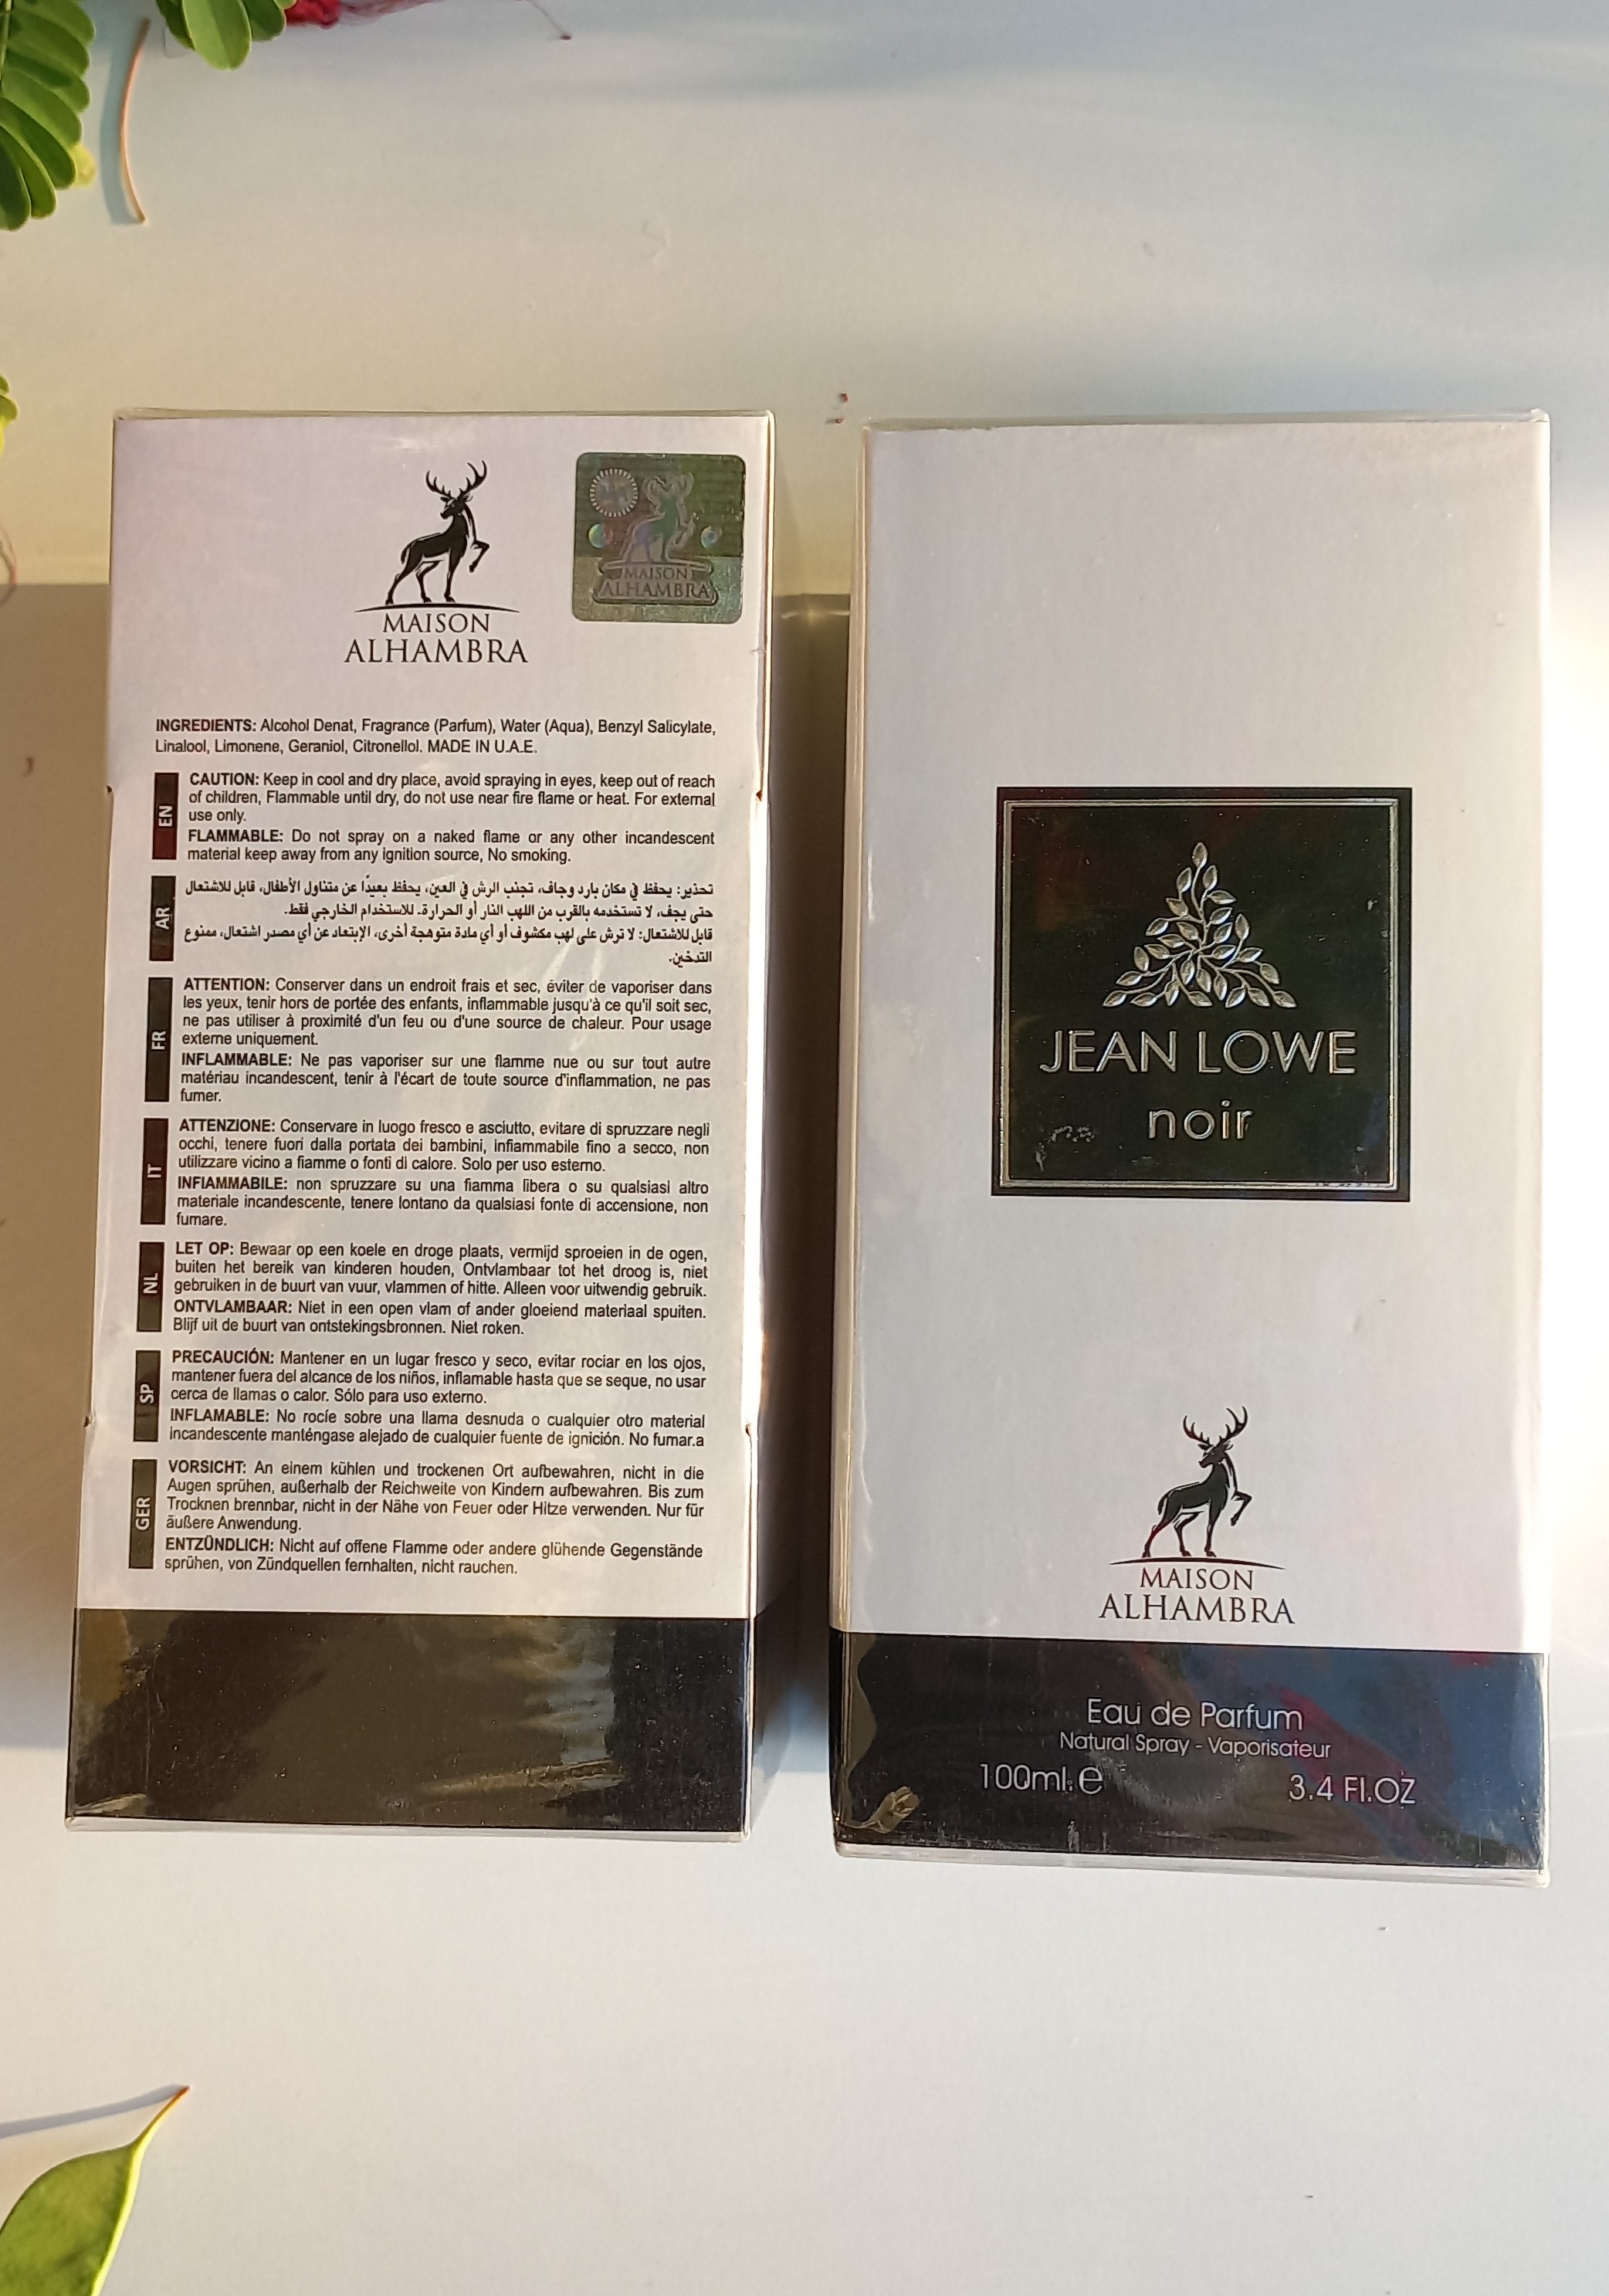 MAISON
ALHAMBRA
MAISON
ALHAMBRA
INGREDIENTS: Alcohol Denat, Fragrance (Parfum), Water (Aqua), Benzyl Salicylate,
Linalool, Limonene, Geraniol, Citronellol. MADE IN U.A.E.
EN
CAUTION: Keep in cool and dry place, avoid spraying in eyes, keep out of reach
of children, Flammable until dry, do not use near fire flame or heat. For external
use only.
FLAMMABLE: Do not spray on a naked flame or any other incandescent
material keep away from any ignition source, No smoking.
AR
تحذير: يحفظ في مكان بارد وجاف، تجنب الرش في العين، يحفظ بعيدًا عن متناول الأطفال، قابل للاشتعال
حتى يجف، لا تستخدمه بالقرب من اللهب النار أو الحرارة. للاستخدام الخارجي فقط.
قابل للاشتعال: لا ترش على لهب مكشوف أو أي مادة متوهجة أخرى، الإبتعاد عن أي مصدر اشتعال، ممنوع
التدخين.
FR
ATTENTION: Conserver dans un endroit frais et sec, éviter de vaporiser dans
les yeux, tenir hors de portée des enfants, inflammable jusqu'à ce qu'il soit sec,
ne pas utiliser à proximité d'un feu ou d'une source de chaleur. Pour usage
externe uniquement.
INFLAMMABLE: Ne pas vaporiser sur une flamme nue ou sur tout autre
matériau incandescent, tenir à l'écart de toute source d'inflammation, ne pas
fumer.
IT
ATTENZIONE: Conservare in luogo fresco e asciutto, evitare di spruzzare negli
occhi, tenere fuori dalla portata dei bambini, infiammabile fino a secco, non
utilizzare vicino a fiamme o fonti di calore. Solo per uso esterno.
INFIAMMABILE: non spruzzare su una fiamma libera o su qualsiasi altro
materiale incandescente, tenere lontano da qualsiasi fonte di accensione, non
fumare.
NL
LET OP: Bewaar op een koele en droge plaats, vermijd sproeien in de ogen,
buiten het bereik van kinderen houden, Ontvlambaar tot het droog is, niet
gebruiken in de buurt van vuur, vlammen of hitte. Alleen voor uitwendig gebruik.
ONTVLAMBAAR: Niet in een open vlam of ander gloeiend materiaal spuiten.
Blijf uit de buurt van ontstekingsbronnen. Niet roken.
SP
PRECAUCIÓN: Mantener en un lugar fresco y seco, evitar rociar en los ojos,
mantener fuera del alcance de los niños, inflamable hasta que se seque, no usar
cerca de llamas o calor. Sólo para uso externo.
INFLAMABLE: No rocíe sobre una llama desnuda o cualquier otro material
incandescente manténgase alejado de cualquier fuente de ignición. No fumar.a
GER
VORSICHT: An einem kühlen und trockenen Ort aufbewahren, nicht in die
Augen sprühen, außerhalb der Reichweite von Kindern aufbewahren. Bis zum
Trocknen brennbar, nicht in der Nähe von Feuer oder Hitze verwenden. Nur für
äußere Anwendung.
ENTZÜNDLICH: Nicht auf offene Flamme oder andere glühende Gegenstände
sprühen, von Zündquellen fernhalten, nicht rauchen.
JEAN LOWE
noir
MAISON
ALHAMBRA
Eau de Parfum
Natural Spray - Vaporisateur
100ml.e 3.4 Fl.OZ